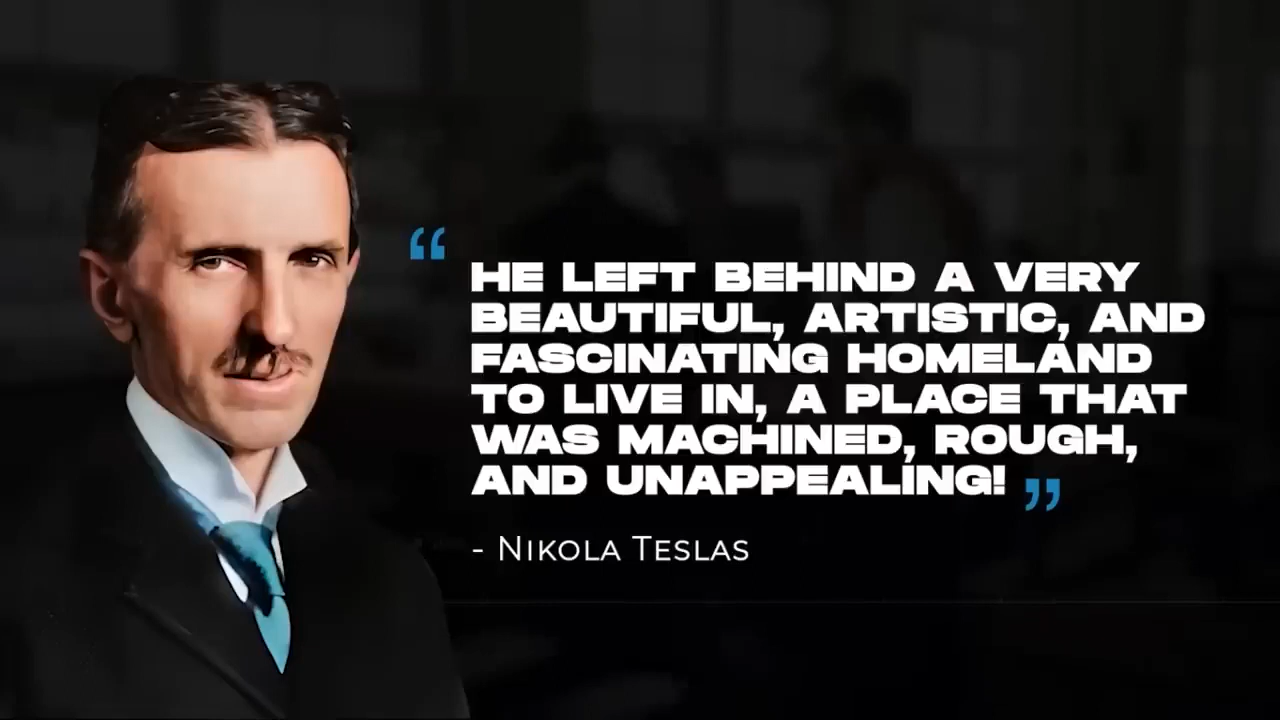 “ HE LEFT BEHIND A VERY
BEAUTIFUL, ARTISTIC, AND
FASCINATING HOMELAND
TO LIVE IN, A PLACE THAT
WAS MACHINED, ROUGH,
AND UNAPPEALING! ”
- NIKOLA TESLAS